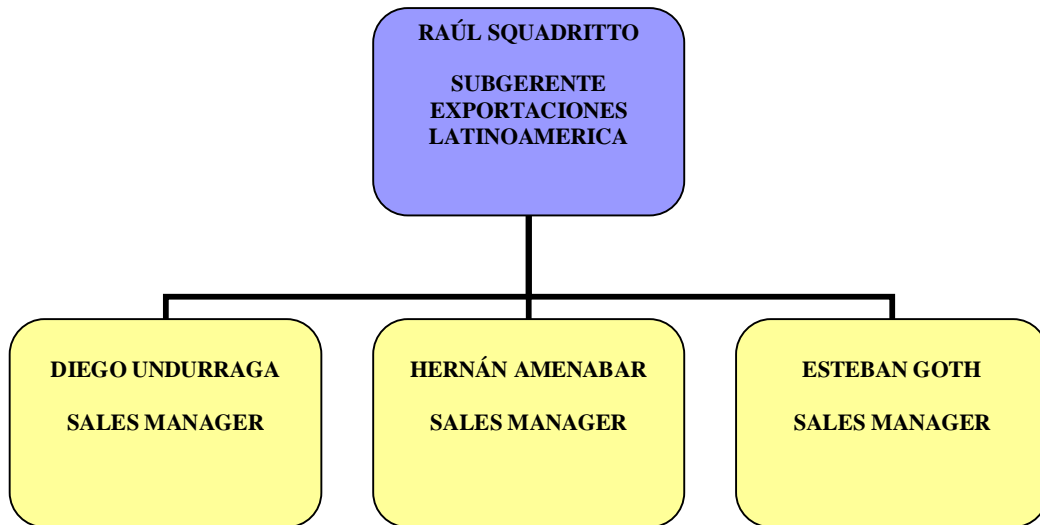 RAÚL SQUADRITTO
SUBGERENTE
EXPORTACIONES
LATINOAMERICA
DIEGO UNDURRAGA
SALES MANAGER
HERNÁN AMENABAR
SALES MANAGER
ESTEBAN GOTH
SALES MANAGER